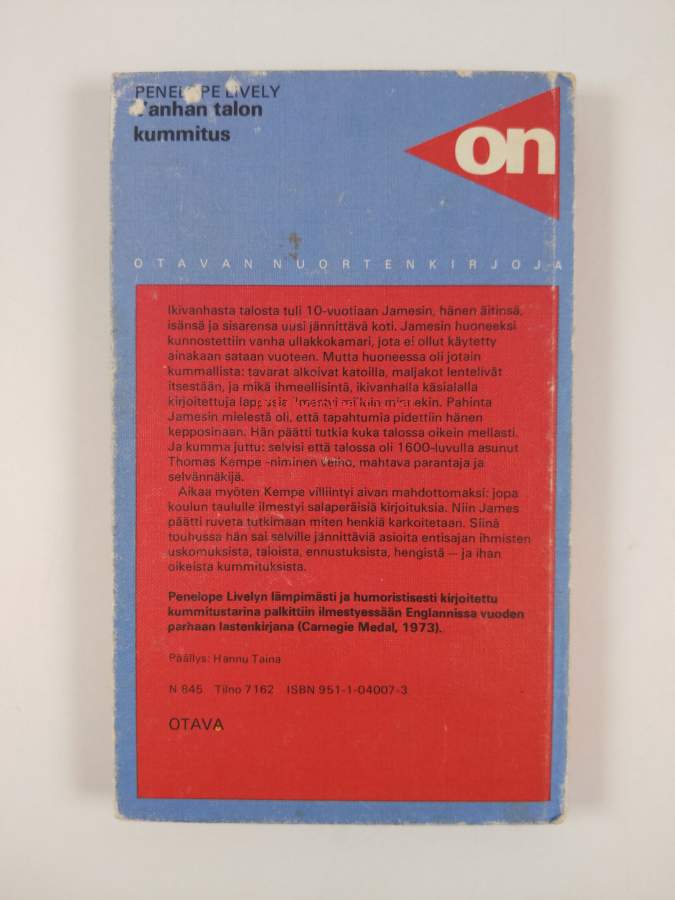 PENELOPE LIVELY
Vanhan talon
kummitus
on
OTAVAN NUORTENKIRJOJA
Ikivanhasta talosta tuli 10-vuotiaan Jamesin, hänen äitinsä,
isänsä ja sisarensa uusi jännittävä koti. Jamesin huoneeksi
kunnostettiin vanha ullakkokamari, jota ei ollut käytetty
ainakaan sataan vuoteen. Mutta huoneessa oli jotain
kummallista: tavarat alkoivat katoilla, maljakot lentelivät
itsestään, ja mikä ihmeellisintä, ikivanhalla käsialalla
kirjoitettuja lappusia ilmestyi milloin minnekin. Pahinta
Jamesin mielestä oli, että tapahtumia pidettiin hänen
kepposinaan. Hän päätti tutkia kuka talossa oikein mellasti.
Ja kumma juttu: selvisi että talossa oli 1600-luvulla asunut
Thomas Kempe -niminen velho, mahtava parantaja ja
selvännäkijä.
Aikaa myöten Kempe villiintyi aivan mahdottomaksi: jopa
koulun taululle ilmestyi salaperäisiä kirjoituksia. Niin James
päätti ruveta tutkimaan miten henkiä karkoitetaan. Siinä
touhussa hän sai selville jännittäviä asioita entisajan ihmisten
uskomuksista, taloista, ennustuksista, hengistä — ja ihan
oikeista kummituksista.
Penelope Livelyn lämpimästi ja humoristisesti kirjoitettu
kummitustarina palkittiin ilmestyessään Englannissa vuoden
parhaan lastenkirjana (Carnegie Medal, 1973).
Päällys: Hannu Taina
N 845 Tilno 7162 ISBN 951-1-04007-3
OTAVA